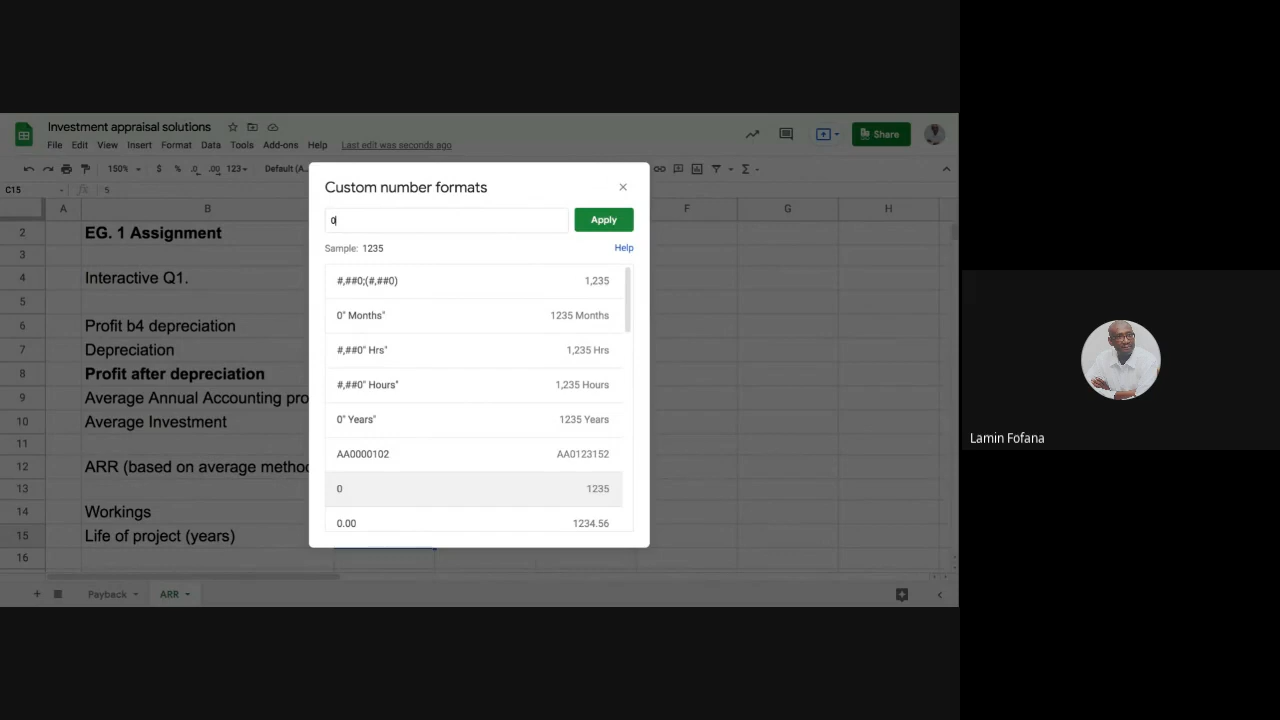 Investment appraisal solutions
File Edit View Insert Format Data Tools Add-ons Help Last edit was seconds ago
Share
150% $ % .0 .00 123 Default (A...
C15 fx 5
A B F G H
2 EG. 1 Assignment
3
4 Interactive Q1.
5
6 Profit b4 depreciation
7 Depreciation
8 Profit after depreciation
9 Average Annual Accounting pro
10 Average Investment
11
12 ARR (based on average metho
13
14 Workings
15 Life of project (years)
16
Payback ARR
Custom number formats
0
Apply
Sample: 1235 Help
#,##0;(#,##0) 1,235
0" Months" 1235 Months
#,##0" Hrs" 1,235 Hrs
#,##0" Hours" 1,235 Hours
0" Years" 1235 Years
AA0000102 AA0123152
0 1235
0.00 1234.56
Lamin Fofana